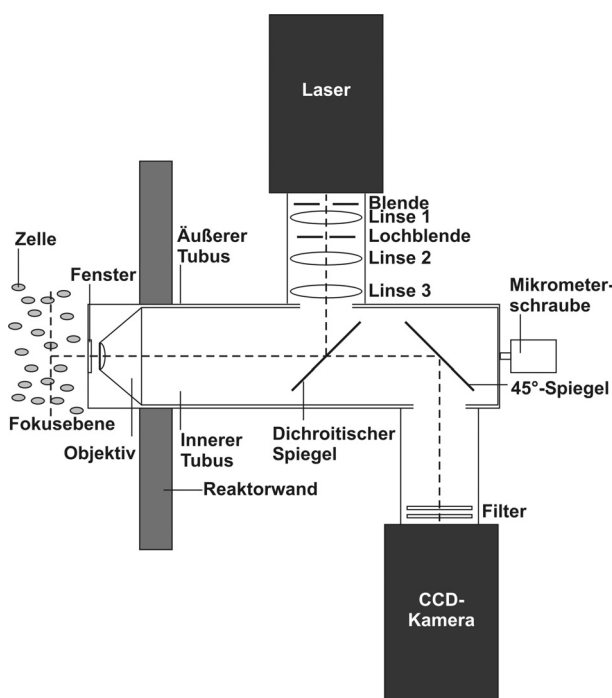 Laser
Blende
Linse 1
Lochblende
Linse 2
Linse 3
Zelle
Äußerer
Tubus
Fenster
Mikrometer-
schraube
45°-Spiegel
Fokusebene
Objektiv
Innerer
Tubus
Dichroitischer
Spiegel
Reaktorwand
Filter
CCD-
Kamera